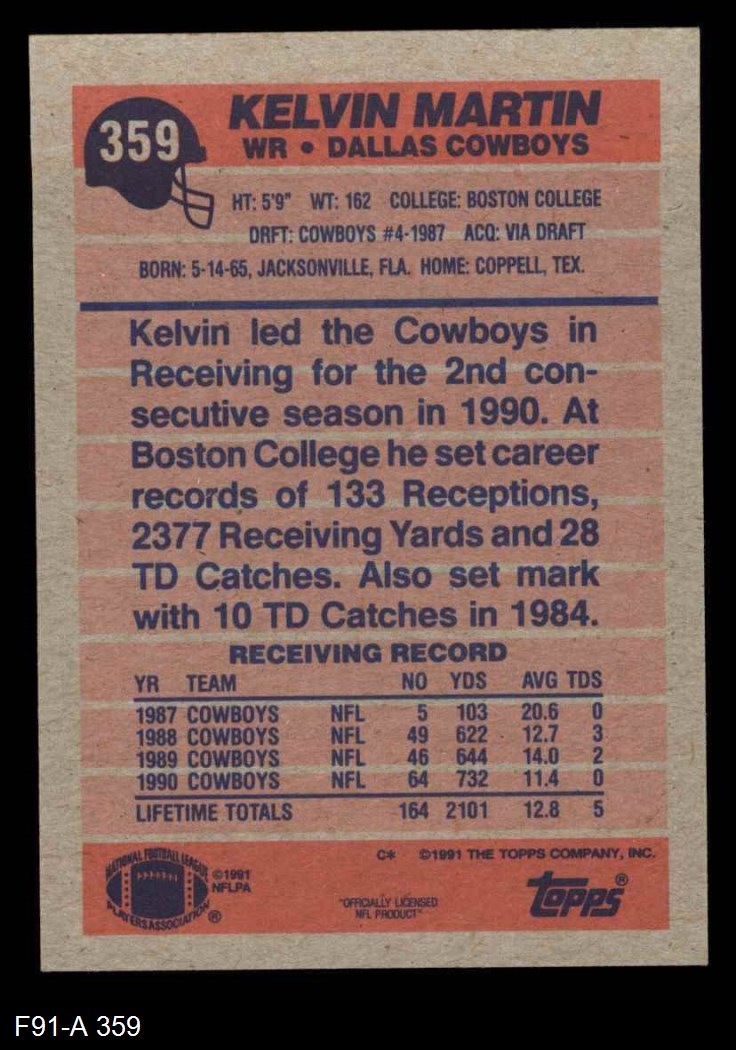 359
KELVIN MARTIN
WR • DALLAS COWBOYS
HT: 5'9" WT: 162 COLLEGE: BOSTON COLLEGE
DRFT: COWBOYS #4-1987 ACQ: VIA DRAFT
BORN: 5-14-65, JACKSONVILLE, FLA. HOME: COPPELL, TEX.
Kelvin led the Cowboys in
Receiving for the 2nd con-
secutive season in 1990. At
Boston College he set career
records of 133 Receptions,
2377 Receiving Yards and 28
TD Catches. Also set mark
with 10 TD Catches in 1984.
RECEIVING RECORD
YR TEAM NO YDS AVG TDS
1987 COWBOYS NFL 5 103 20.6 0
1988 COWBOYS NFL 49 622 12.7 3
1989 COWBOYS NFL 46 644 14.0 2
1990 COWBOYS NFL 64 732 11.4 0
LIFETIME TOTALS 164 2101 12.8 5
C* ©1991 THE TOPPS COMPANY, INC.
NATIONAL FOOTBALL LEAGUE
PLAYERS ASSOCIATION ®
©1991
NFLPA
"OFFICIALLY LICENSED
NFL PRODUCT"
topps®
F91-A 359